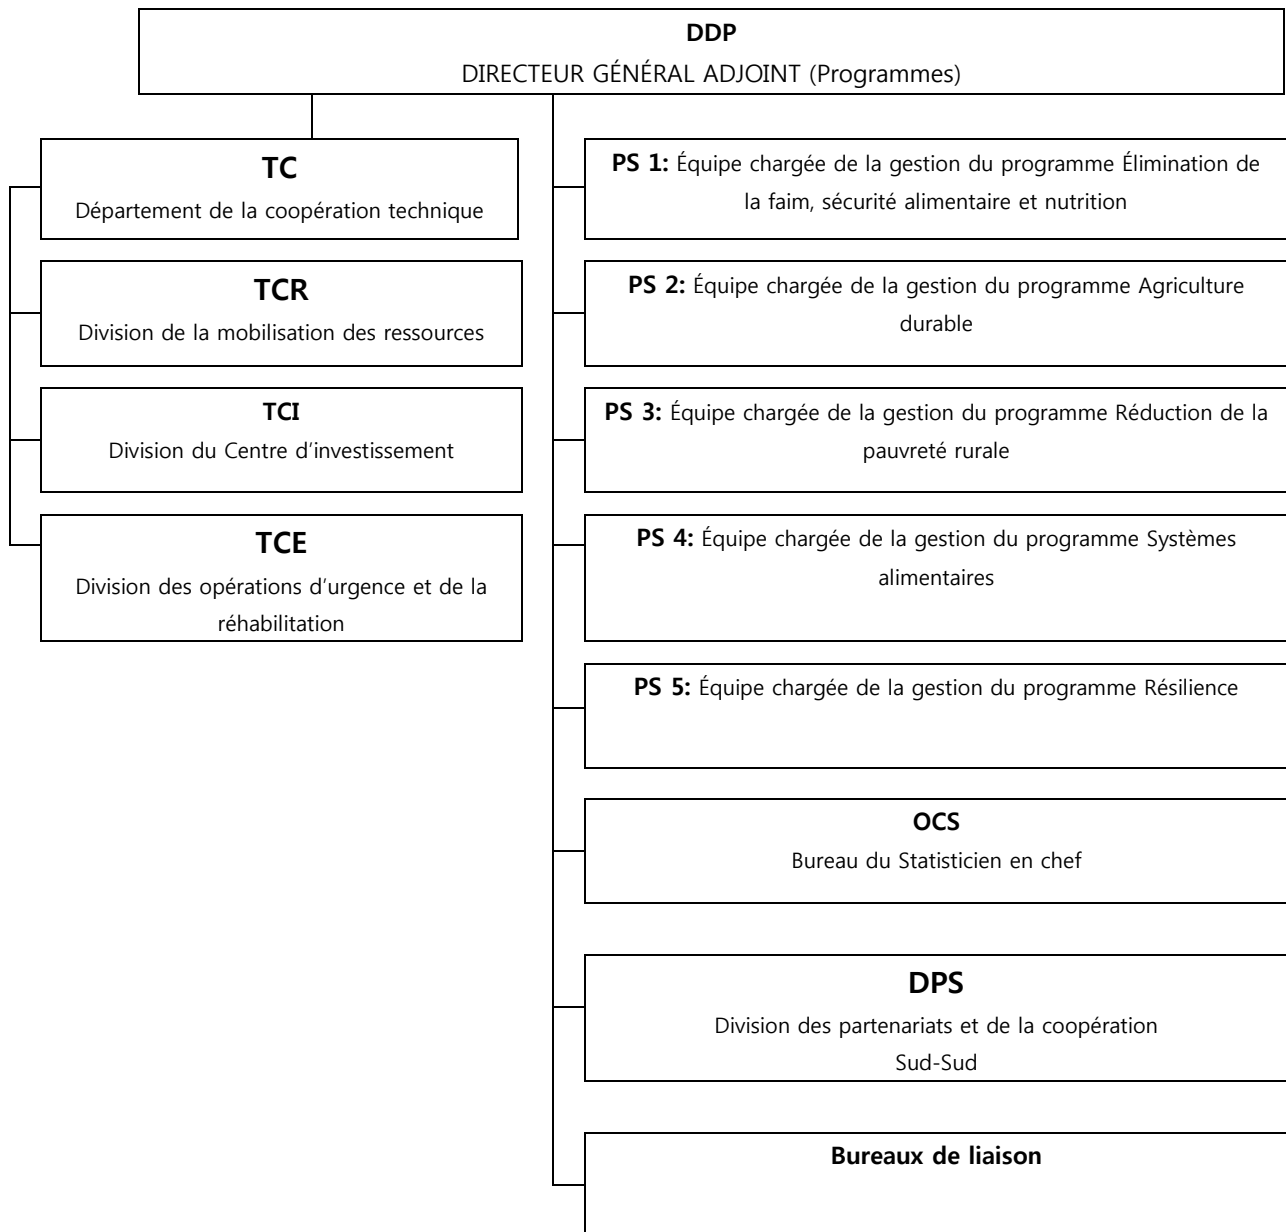 DDP
DIRECTEUR GÉNÉRAL ADJOINT (Programmes)
TC
Département de la coopération technique
TCR
Division de la mobilisation des ressources
TCI
Division du Centre d'investissement
TCE
Division des opérations d'urgence et de la
réhabilitation
PS 1: Équipe chargée de la gestion du programme Élimination de
la faim, sécurité alimentaire et nutrition
PS 2: Équipe chargée de la gestion du programme Agriculture
durable
PS 3: Équipe chargée de la gestion du programme Réduction de la
pauvreté rurale
PS 4: Équipe chargée de la gestion du programme Systèmes
alimentaires
PS 5: Équipe chargée de la gestion du programme Résilience
OCS
Bureau du Statisticien en chef
DPS
Division des partenariats et de la coopération
Sud-Sud
Bureaux de liaison